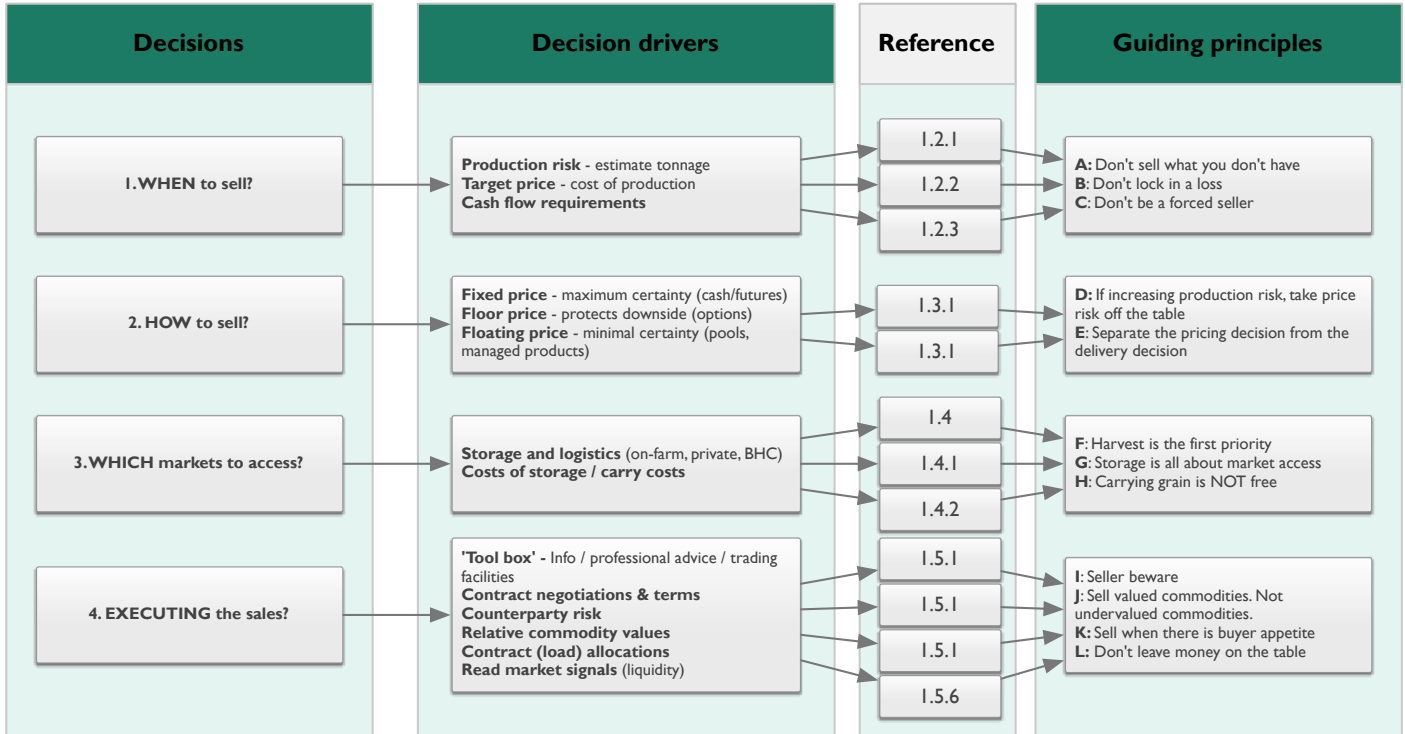 Decisions
Decision drivers
Reference
Guiding principles
1. WHEN to sell?
Production risk - estimate tonnage
Target price - cost of production
Cash flow requirements
1.2.1
1.2.2
1.2.3
A: Don't sell what you don't have
B: Don't lock in a loss
C: Don't be a forced seller
2. HOW to sell?
Fixed price - maximum certainty (cash/futures)
Floor price - protects downside (options)
Floating price - minimal certainty (pools,
managed products)
1.3.1
1.3.1
D: If increasing production risk, take price
risk off the table
E: Separate the pricing decision from the
delivery decision
3. WHICH markets to access?
Storage and logistics (on-farm, private, BHC)
Costs of storage / carry costs
1.4
1.4.1
1.4.2
F: Harvest is the first priority
G: Storage is all about market access
H: Carrying grain is NOT free
4. EXECUTING the sales?
'Tool box' - Info / professional advice / trading
facilities
Contract negotiations & terms
Counterparty risk
Relative commodity values
Contract (load) allocations
Read market signals (liquidity)
1.5.1
1.5.1
1.5.1
1.5.6
I: Seller beware
J: Sell valued commodities. Not
undervalued commodities.
K: Sell when there is buyer appetite
L: Don't leave money on the table